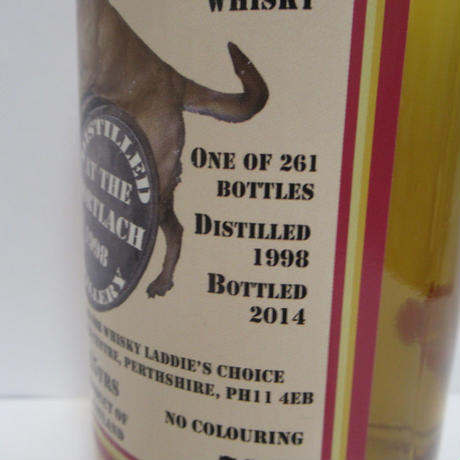 WHISKY
DISTILLED
AT THE
1998
ONE OF 261
BOTTLES
DISTILLED
1998
BOTTLED
2014
WHISKY LADDIE'S CHOICE
PERTHSHIRE, PH11 4EB
NO COLOURING